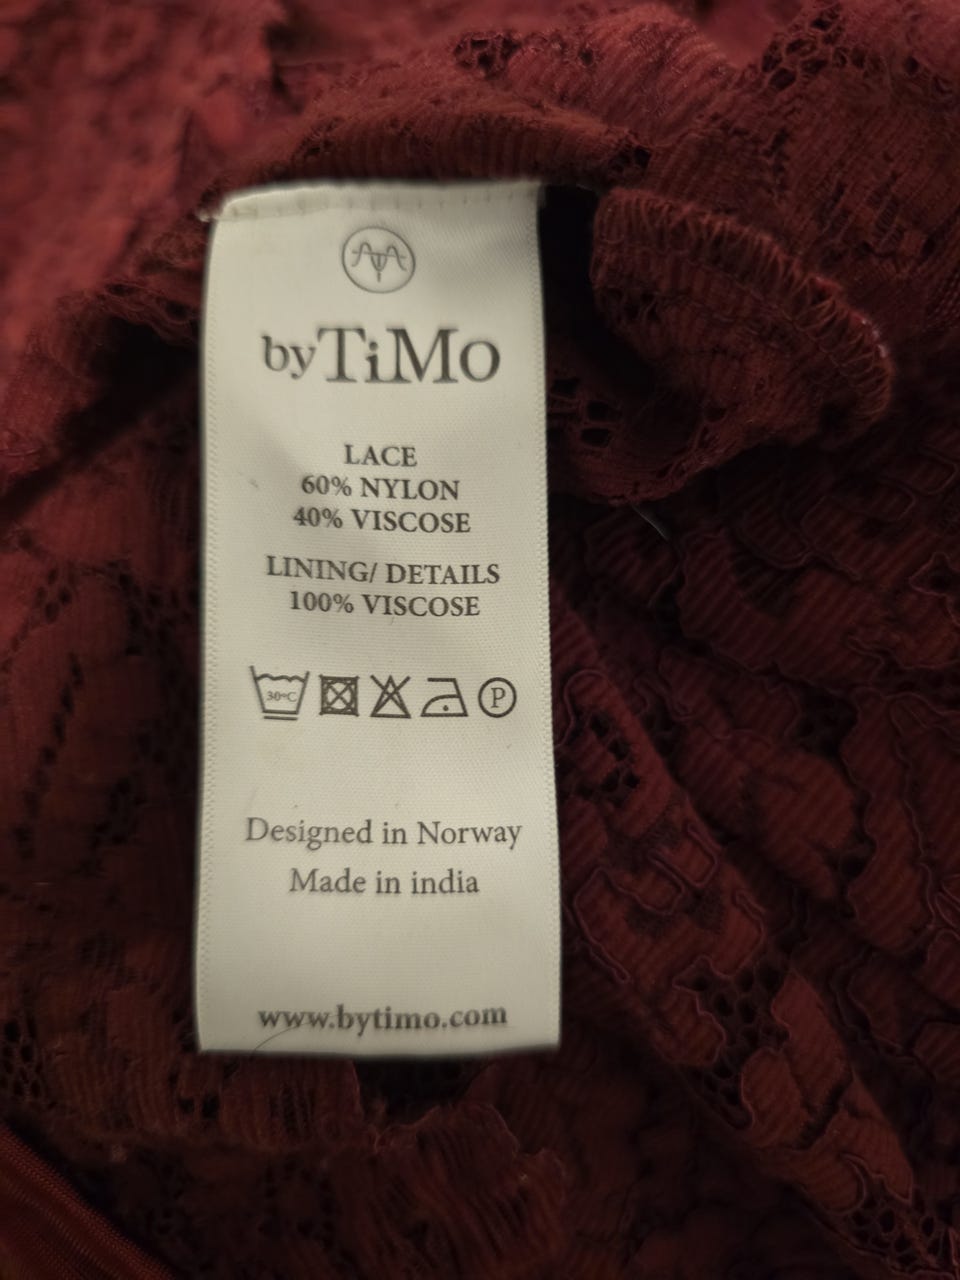 byTiMo
LACE
60% NYLON
40% VISCOSE
LINING/ DETAILS
100% VISCOSE
30°C
P
Designed in Norway
Made in india
www.bytimo.com